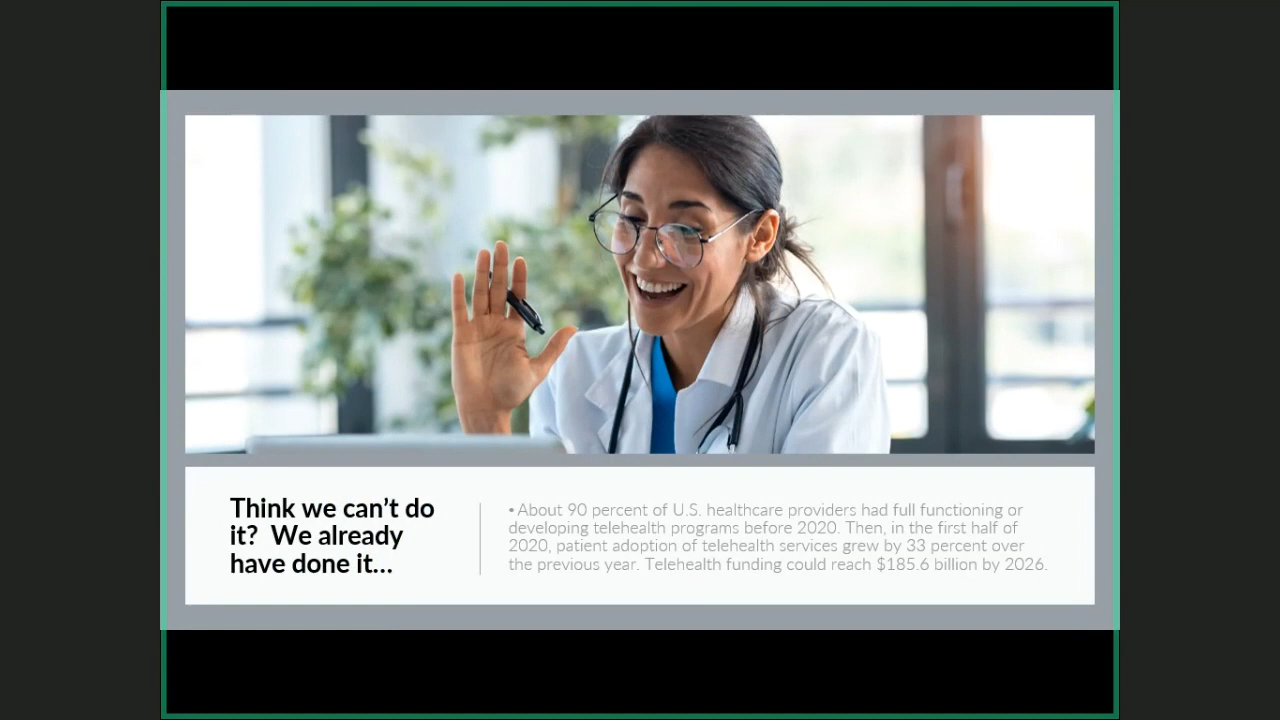 Think we can't do
it?  We already
have done it...
• About 90 percent of U.S. healthcare providers had full functioning or
developing telehealth programs before 2020. Then, in the first half of
2020, patient adoption of telehealth services grew by 33 percent over
the previous year. Telehealth funding could reach $185.6 billion by 2026.